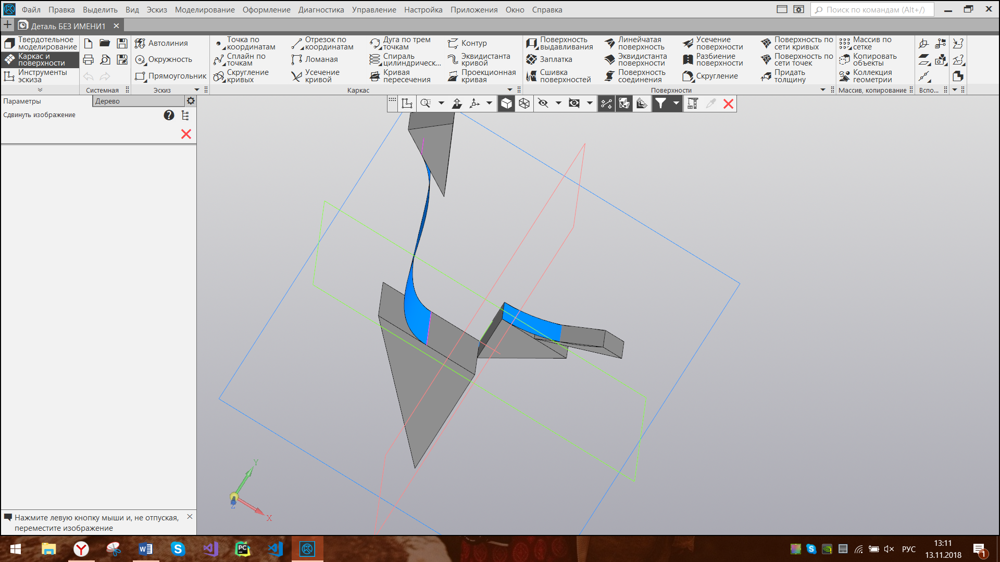 Файл Правка Выделить Вид Эскиз Моделирование Оформление Диагностика Управление Настройка Приложения Окно Справка
Поиск по командам (Alt+/)
Деталь БЕЗ ИМЕНИ1
Твердотельное моделирование
Каркас и поверхности
Инструменты эскиза
Системная
Автолиния
Окружность
Прямоугольник
Эскиз
Точка по координатам
Сплайн по точкам
Скругление кривых
Отрезок по координатам
Ломаная
Усечение кривой
Дуга по трем точкам
Спираль цилиндрическ...
Кривая пересечения
Контур
Эквидистанта кривой
Проекционная кривая
Каркас
Поверхность выдавливания
Заплатка
Сшивка поверхностей
Линейчатая поверхность
Эквидистанта поверхности
Поверхность соединения
Усечение поверхности
Разбиение поверхности
Скругление
Поверхность по сети кривых
Поверхность по сети точек
Придать толщину
Поверхности
Массив по сетке
Копировать объекты
Коллекция геометрии
Массив, копирование
Вспо...
Параметры
Дерево
Сдвинуть изображение
Y
X
Z
Нажмите левую кнопку мыши и, не отпуская,
переместите изображение
РУС
13:11
13.11.2018
1